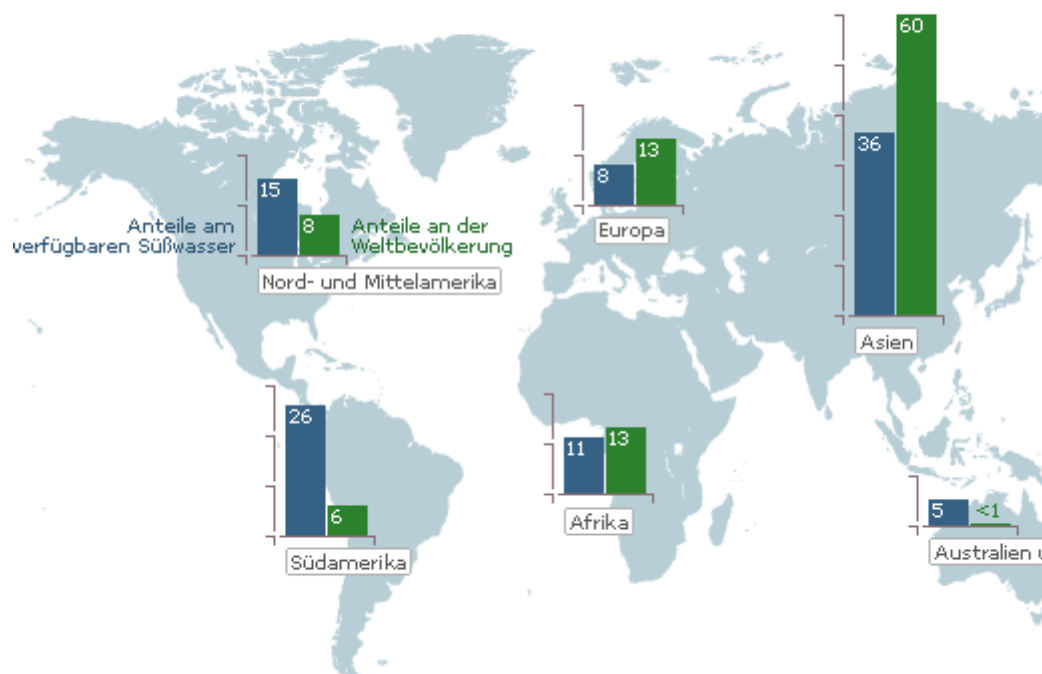 60
36
Asien
8
13
Europa
15
8
Anteile am
verfügbaren Süßwasser
Anteile an der
Weltbevölkerung
Nord- und Mittelamerika
26
6
Südamerika
11
13
Afrika
5
<1
Australien u